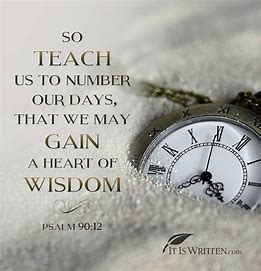 SO
TEACH
US TO NUMBER
OUR DAYS,
THAT WE MAY
GAIN
A HEART OF
WISDOM
PSALM 90:12
IT IS WRITTEN.com